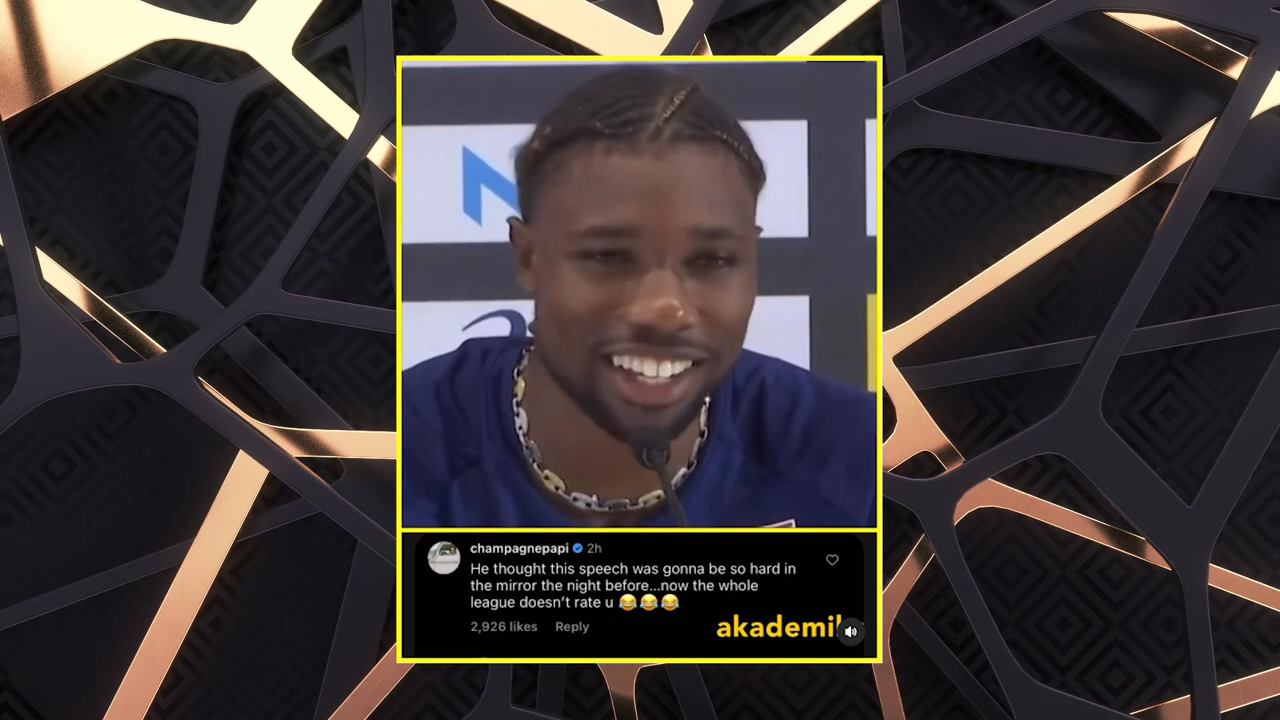 champagnepapi 2h
He thought this speech was gonna be so hard in
the mirror the night before...now the whole
league doesn't rate u 😂😂😂
2,926 likes Reply